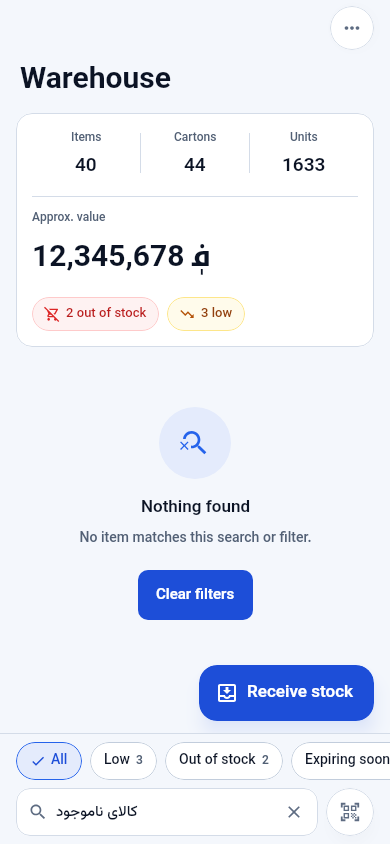 Warehouse
Items Cartons Units
40 44 1633
Approx. value
12,345,678 ؋
2 out of stock 3 low
Nothing found
No item matches this search or filter.
Clear filters
Receive stock
All Low 3 Out of stock 2 Expiring soon
کالای ناموجود